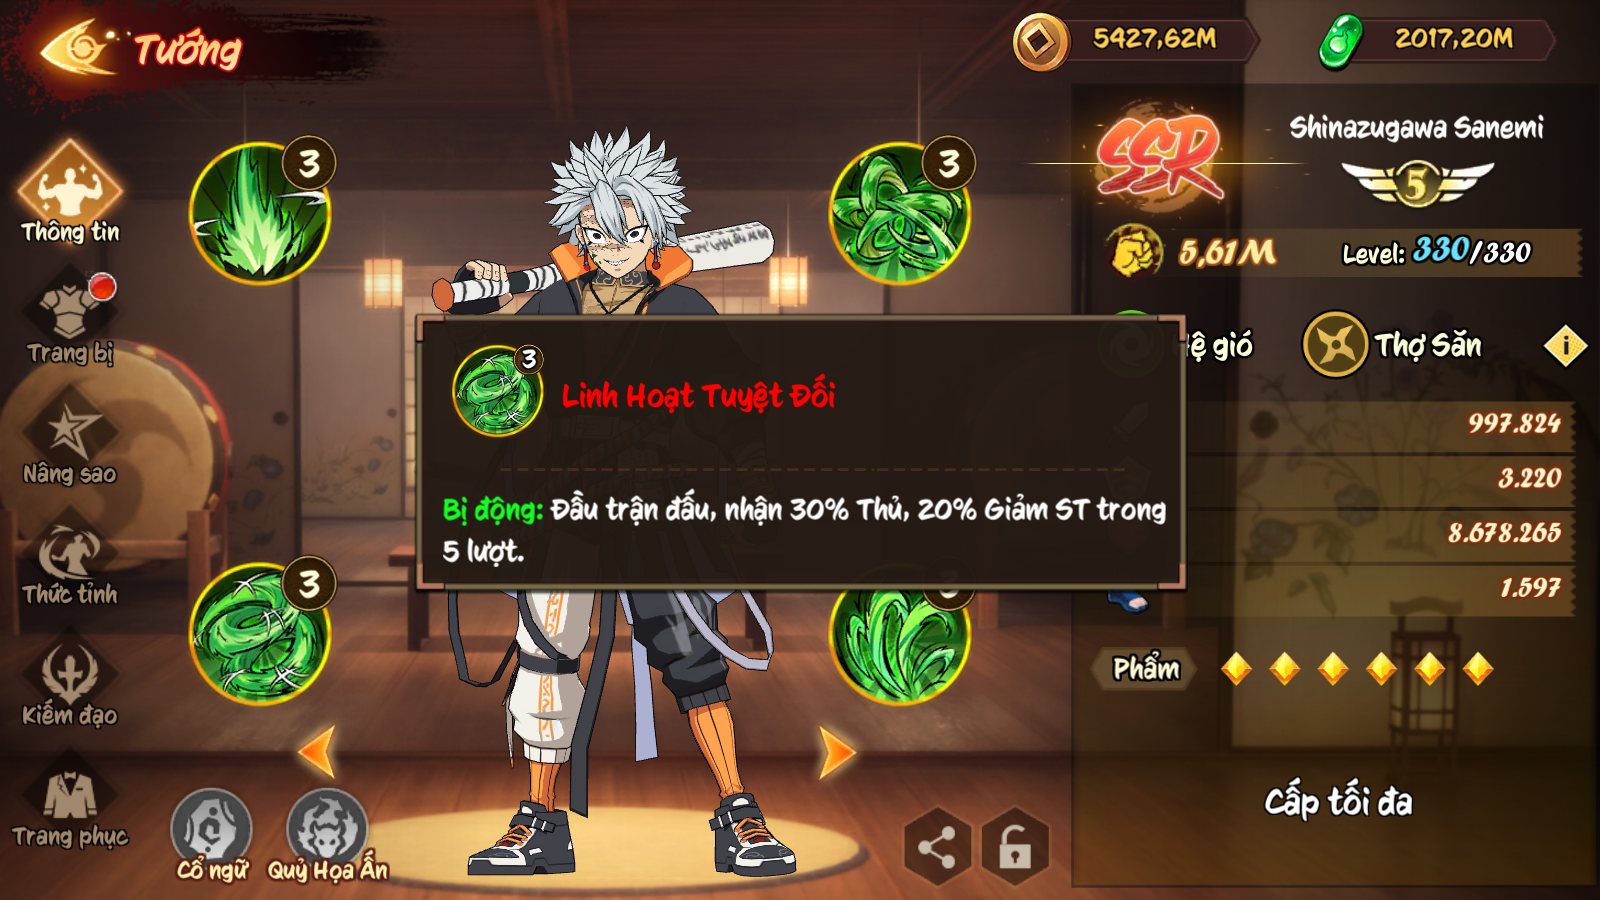 Tướng
5427,62M
2017,20M
Thông tin
Trang bị
Nâng sao
Thức tỉnh
Kiếm đạo
Trang phục
3
3
SSR
Shinazugawa Sanemi
5
5,61M
Level: 330/330
ệ gió
Thợ Săn
i
3
Linh Hoạt Tuyệt Đối
Bị động: Đầu trận đấu, nhận 30% Thủ, 20% Giảm ST trong
5 lượt.
997.824
3.220
8.678.265
1.597
3
Phẩm
Cấp tối đa
Cổ ngữ
Quỷ Họa Ấn